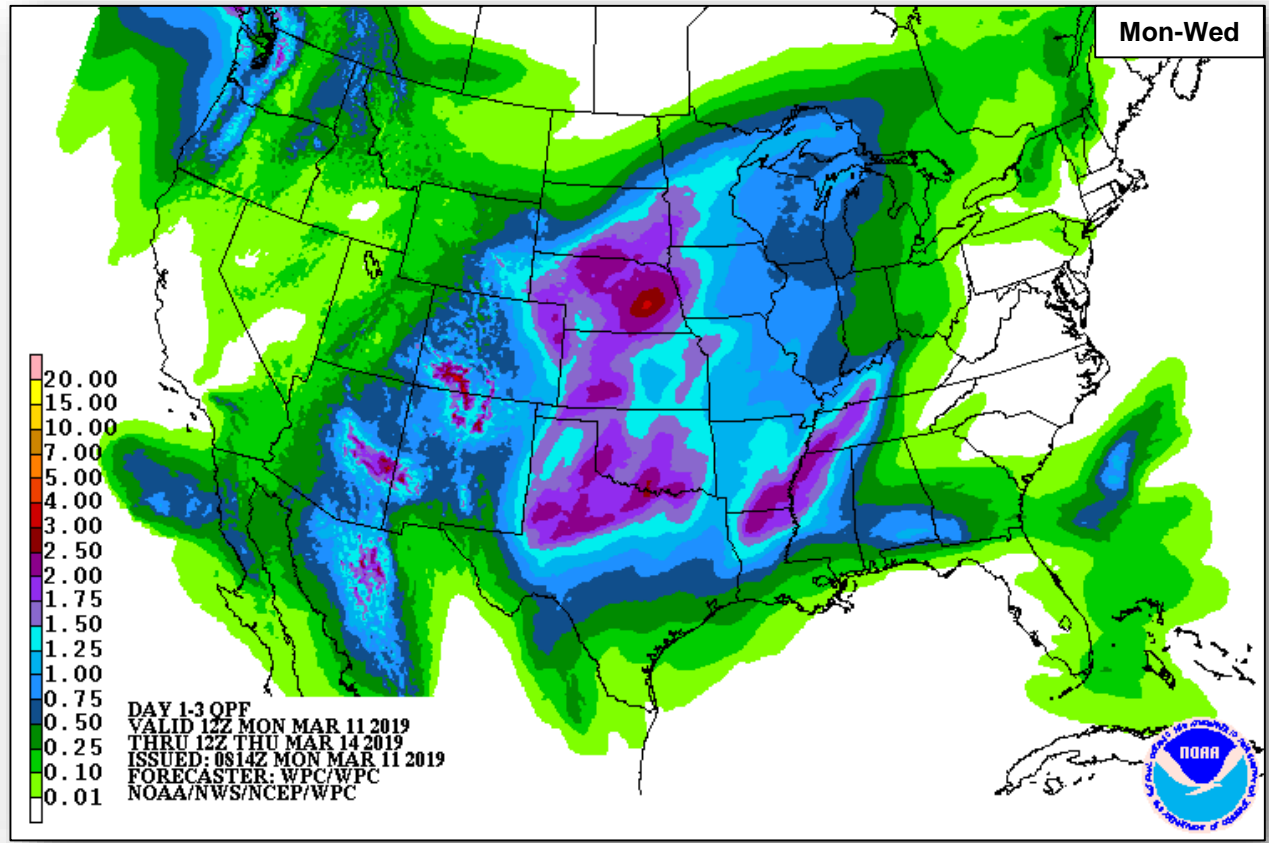 Mon-Wed
20.00
15.00
10.00
7.00
5.00
4.00
3.00
2.50
2.00
1.75
1.50
1.25
1.00
0.75
0.50
0.25
0.10
0.01
DAY 1-3 QPF
VALID 12Z MON MAR 11 2019
THRU 12Z THU MAR 14 2019
ISSUED: 0814Z MON MAR 11 2019
FORECASTER: WPC/WPC
NOAA/NWS/NCEP/WPC
NOAA